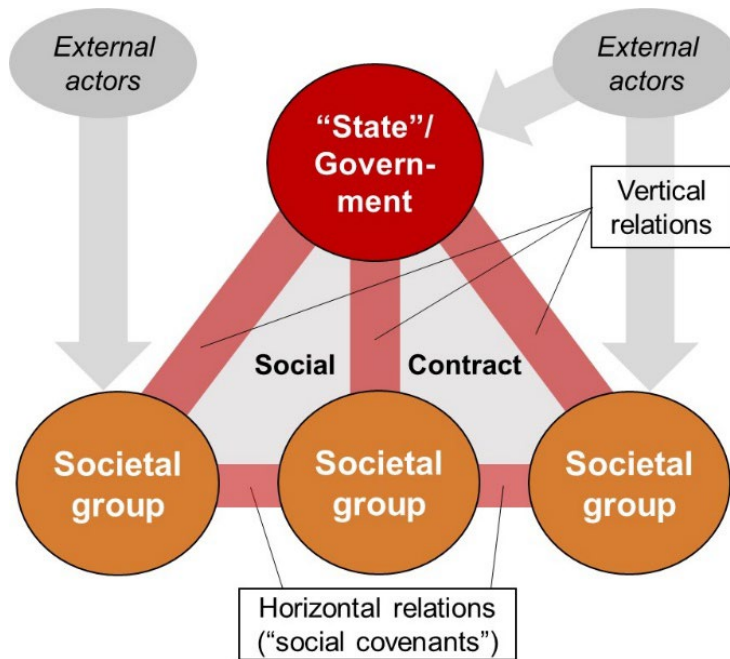 External
actors
External
actors
“State”/
Govern-
ment
Vertical
relations
Social Contract
Societal
group
Societal
group
Societal
group
Horizontal relations
(“social covenants”)